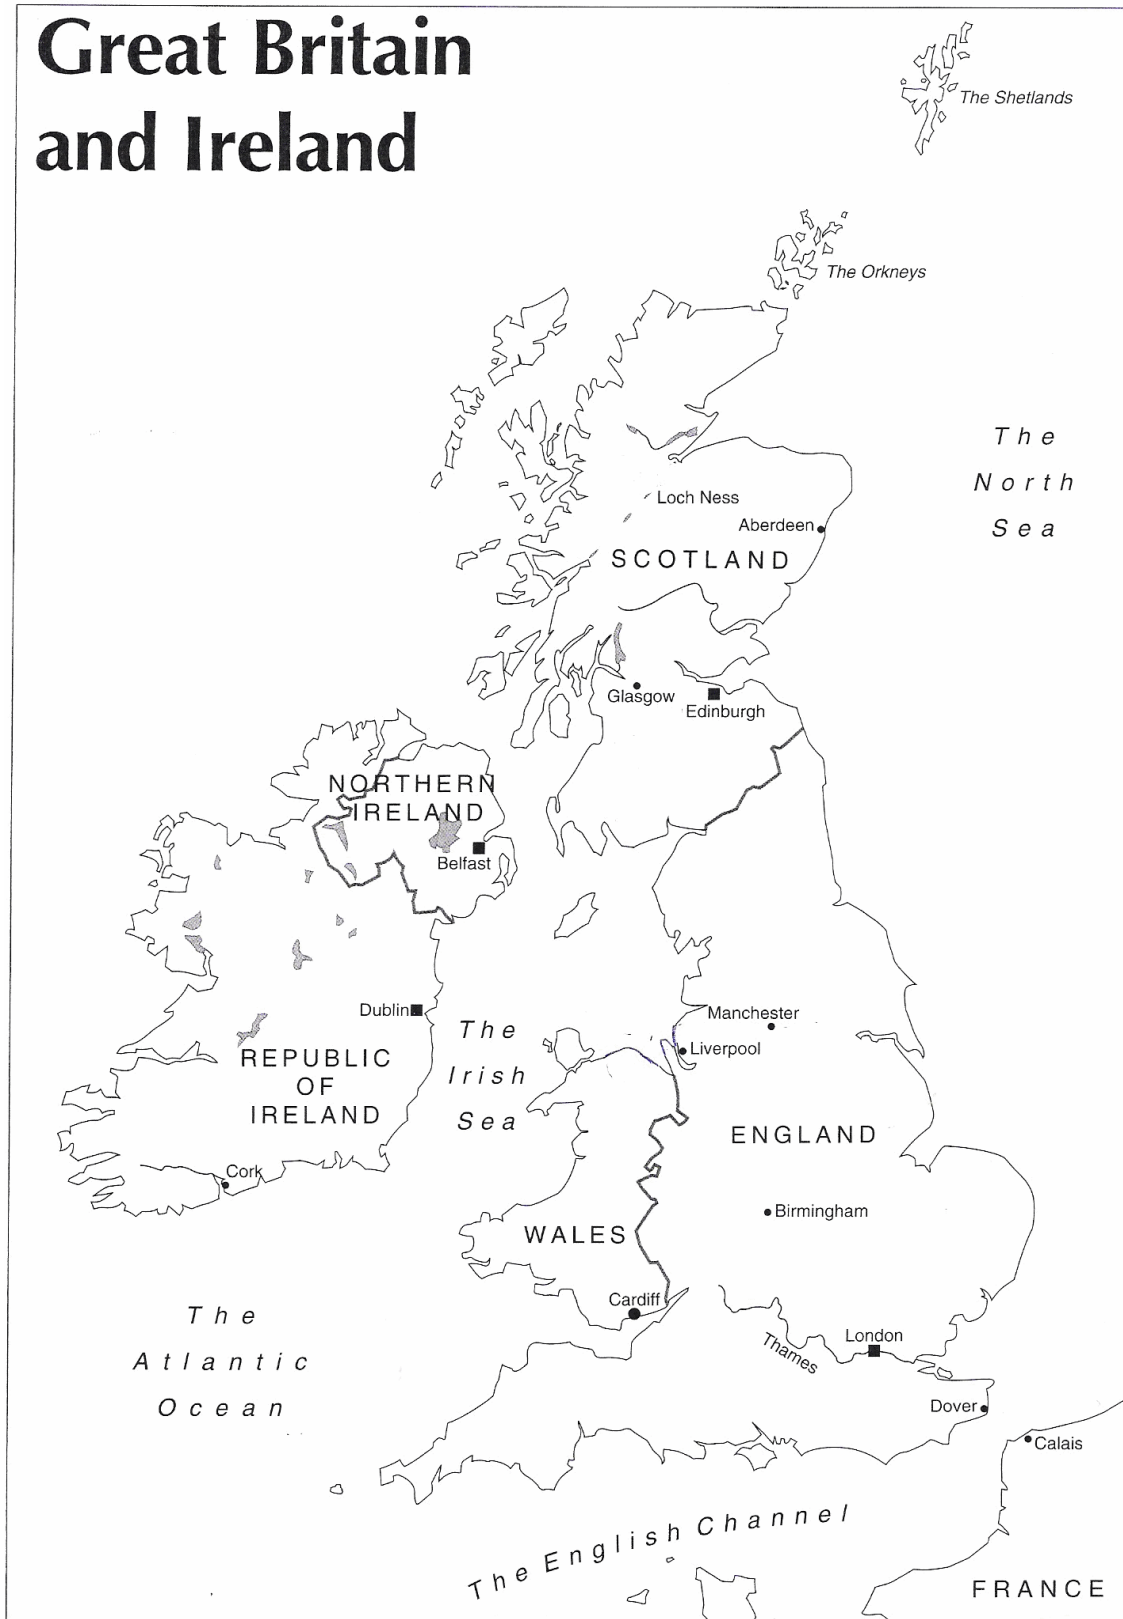 Great Britain
and Ireland
The Shetlands
The Orkneys
The
North
Sea
Loch Ness
Aberdeen
SCOTLAND
Glasgow
Edinburgh
NORTHERN
IRELAND
Belfast
Dublin
The
Irish
Sea
Manchester
Liverpool
REPUBLIC
OF
IRELAND
ENGLAND
Cork
Birmingham
WALES
Cardiff
The
Atlantic
Ocean
London
Thames
Dover
Calais
The English Channel
FRANCE